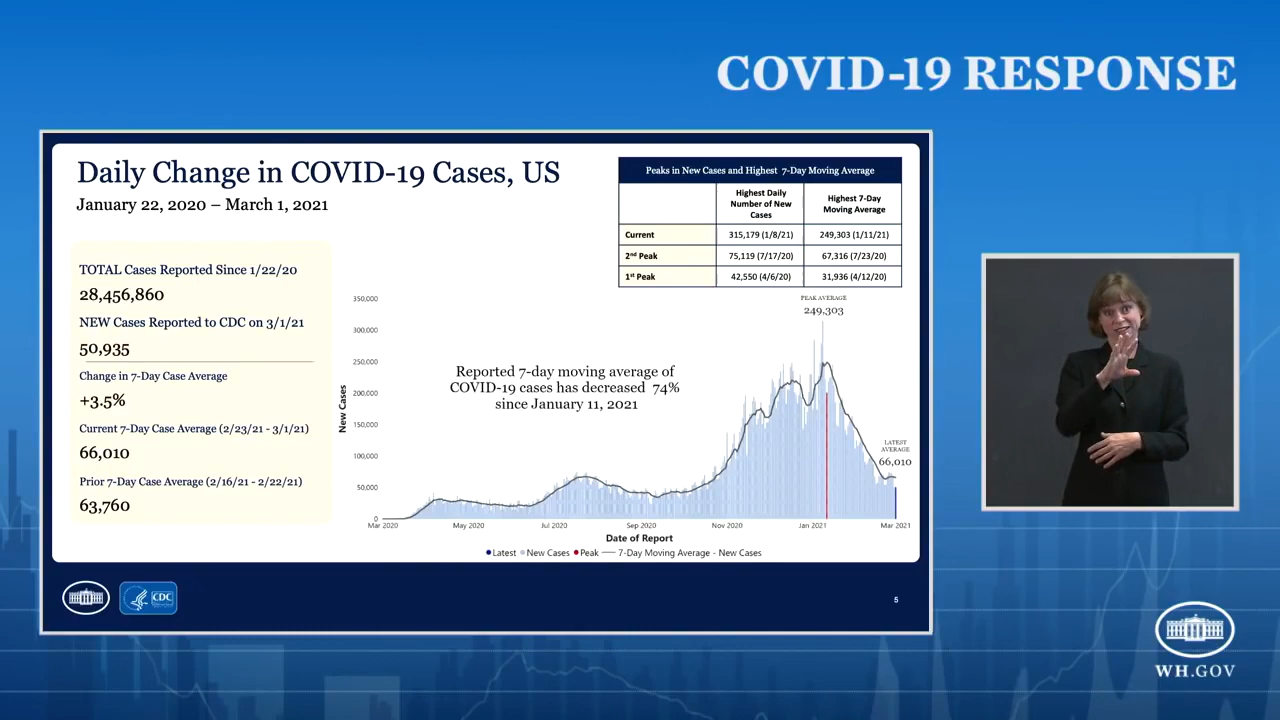 COVID-19 RESPONSE
Daily Change in COVID-19 Cases, US
January 22, 2020 – March 1, 2021
TOTAL Cases Reported Since 1/22/20
28,456,860
NEW Cases Reported to CDC on 3/1/21
50,935
Change in 7-Day Case Average
+3.5%
Current 7-Day Case Average (2/23/21 - 3/1/21)
66,010
Prior 7-Day Case Average (2/16/21 - 2/22/21)
63,760
Peaks in New Cases and Highest 7-Day Moving Average
Highest Daily
Number of New
Cases
Highest 7-Day
Moving Average
Current 315,179 (1/8/21) 249,303 (1/11/21)
2nd Peak 75,119 (7/17/20) 67,316 (7/23/20)
1st Peak 42,550 (4/6/20) 31,936 (4/12/20)
350,000
300,000
250,000
200,000
150,000
100,000
50,000
0
New Cases
PEAK AVERAGE
249,303
Reported 7-day moving average of
COVID-19 cases has decreased 74%
since January 11, 2021
LATEST
AVERAGE
66,010
Mar 2020 May 2020 Jul 2020 Sep 2020 Nov 2020 Jan 2021 Mar 2021
Date of Report
Latest New Cases Peak 7-Day Moving Average - New Cases
CDC
5
WH.GOV